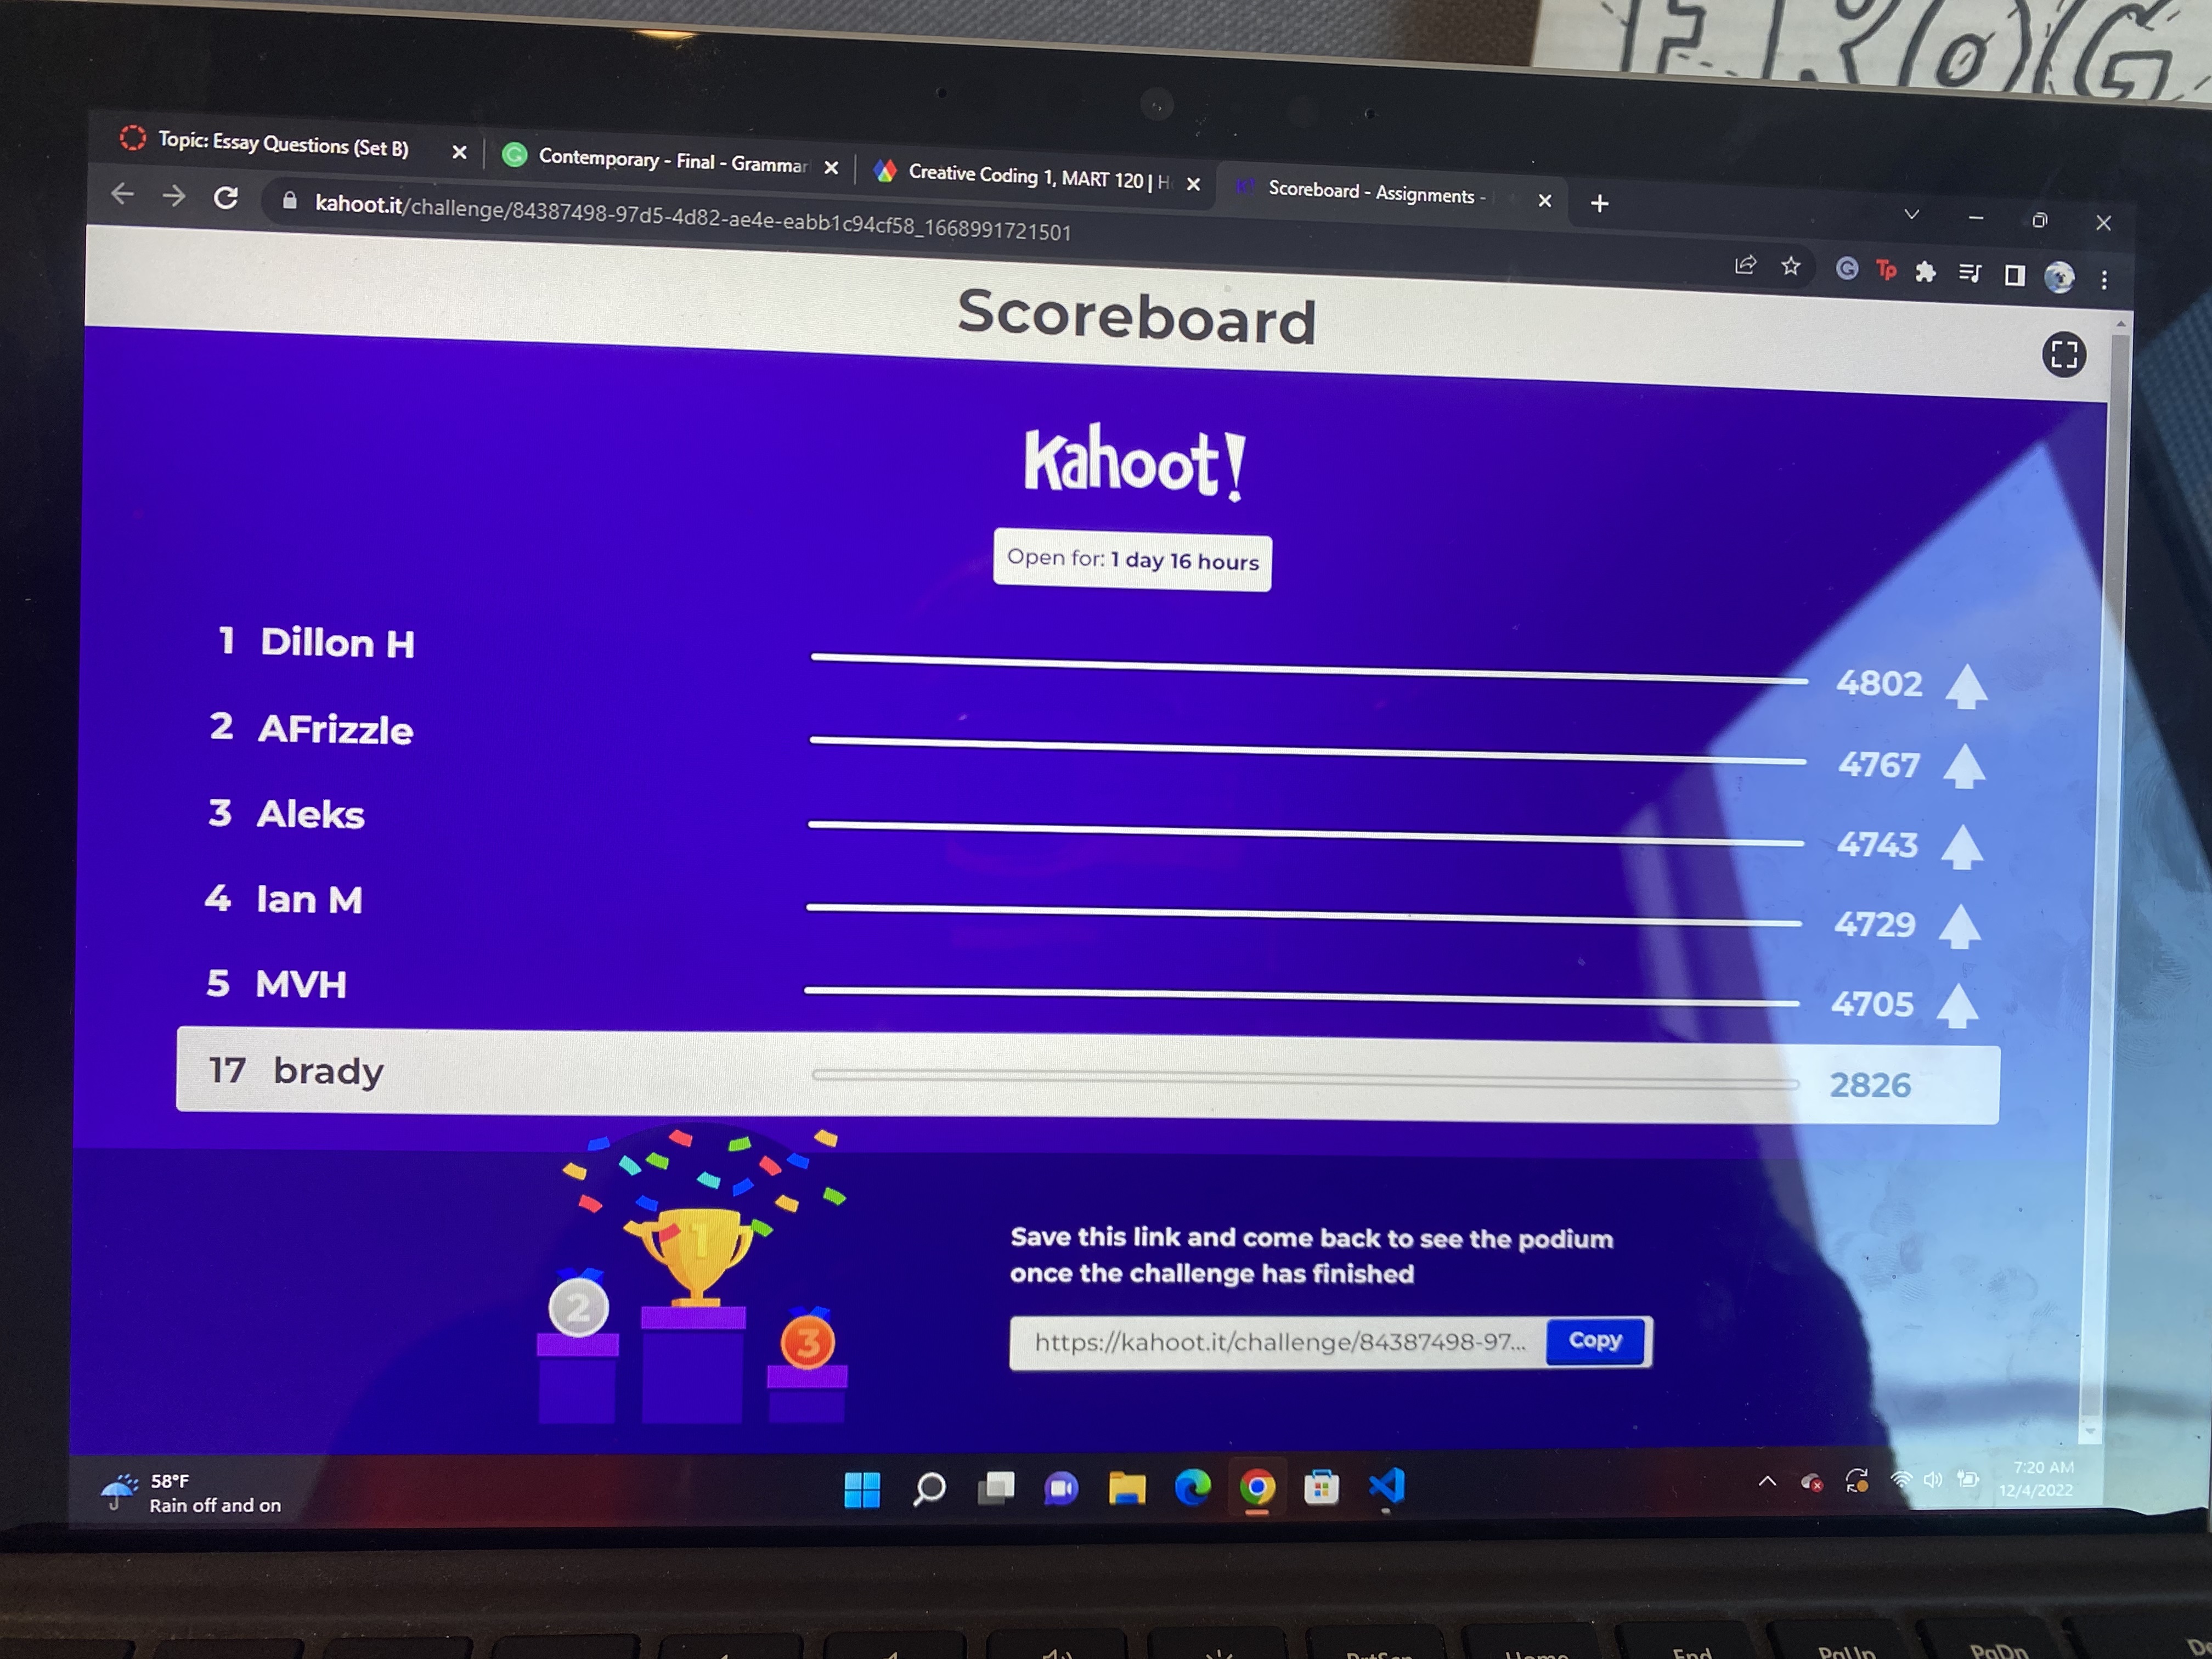 FROG
Topic: Essay Questions (Set B)
Contemporary - Final - Grammar
Creative Coding 1, MART 120 | H
Scoreboard - Assignments -
kahoot.it/challenge/84387498-97d5-4d82-ae4e-eabb1c94cf58_1668991721501
Tp
Scoreboard
Kahoot!
Open for: 1 day 16 hours
1 Dillon H 4802
2 AFrizzle 4767
3 Aleks 4743
4 Ian M 4729
5 MVH 4705
17 brady 2826
1
2
3
Save this link and come back to see the podium
once the challenge has finished
https://kahoot.it/challenge/84387498-97... Copy
58°F
Rain off and on
7:20 AM
12/4/2022
PrtScn Home End PgUp PgDn